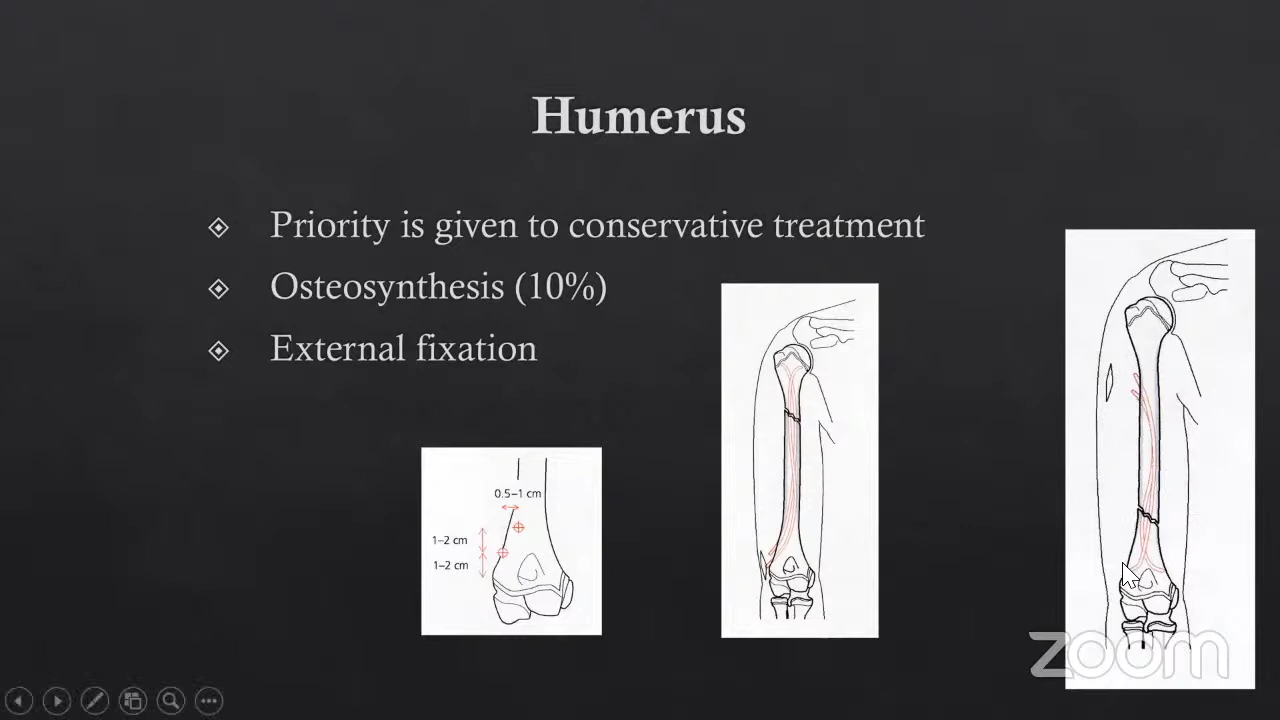 Humerus
Priority is given to conservative treatment
Osteosynthesis (10%)
External fixation
0.5–1 cm
1–2 cm
1–2 cm
zoom